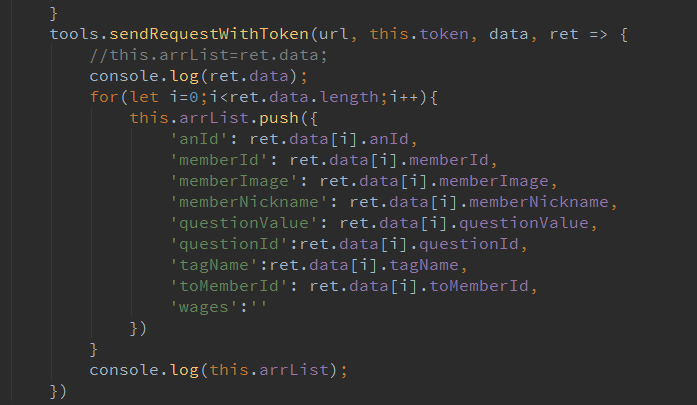 }
tools.sendRequestWithToken(url, this.token, data, ret => {
//this.arrList=ret.data;
console.log(ret.data);
for(let i=0;i<ret.data.length;i++){
this.arrList.push({
'anId': ret.data[i].anId,
'memberId': ret.data[i].memberId,
'memberImage': ret.data[i].memberImage,
'memberNickname': ret.data[i].memberNickname,
'questionValue': ret.data[i].questionValue,
'questionId':ret.data[i].questionId,
'tagName':ret.data[i].tagName,
'toMemberId': ret.data[i].toMemberId,
'wages':''
})
}
console.log(this.arrList);
})